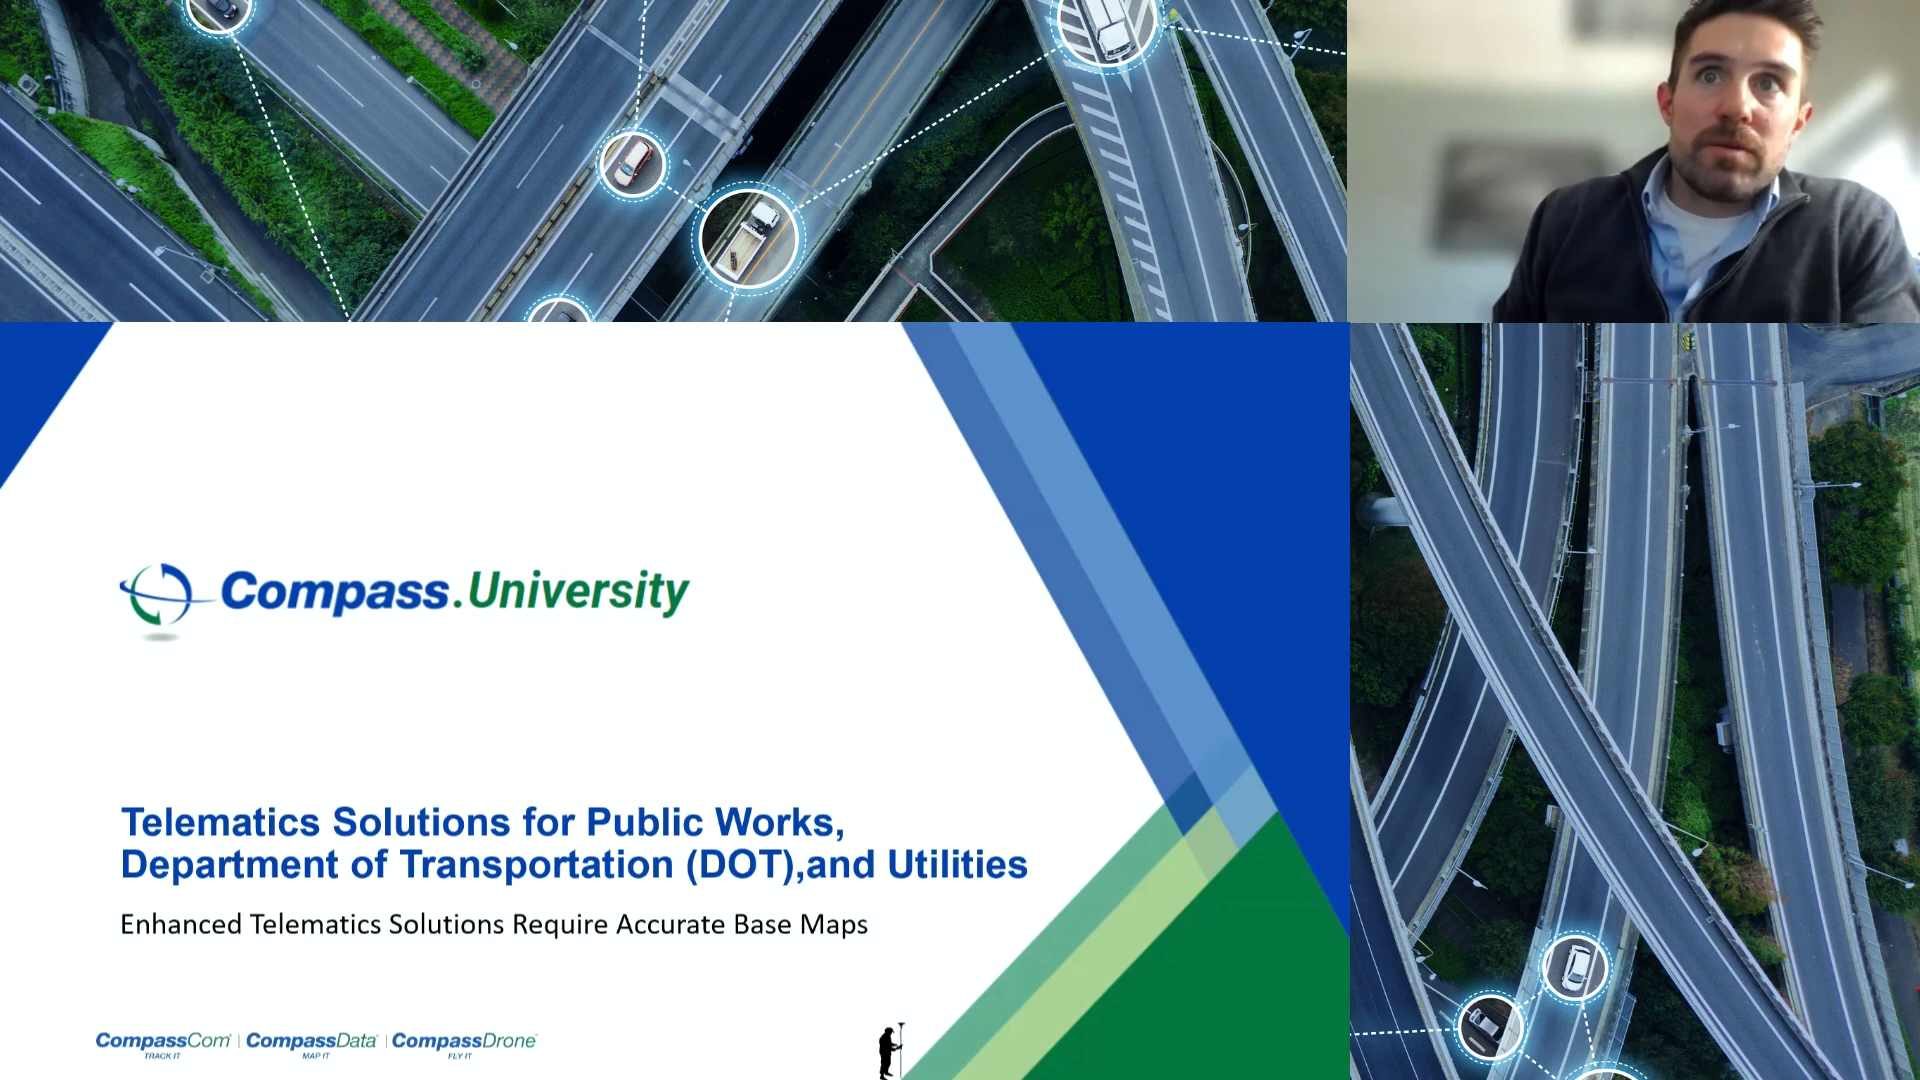 Compass.University
Telematics Solutions for Public Works,
Department of Transportation (DOT),and Utilities
Enhanced Telematics Solutions Require Accurate Base Maps
CompassCom | CompassData | CompassDrone
TRACK IT MAP IT FLY IT